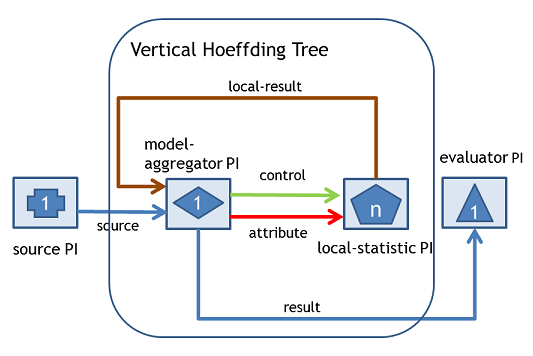 Vertical Hoeffding Tree
local-result
model-
aggregator PI
control
evaluator PI
1
1
n
1
source
attribute
source PI
local-statistic PI
result